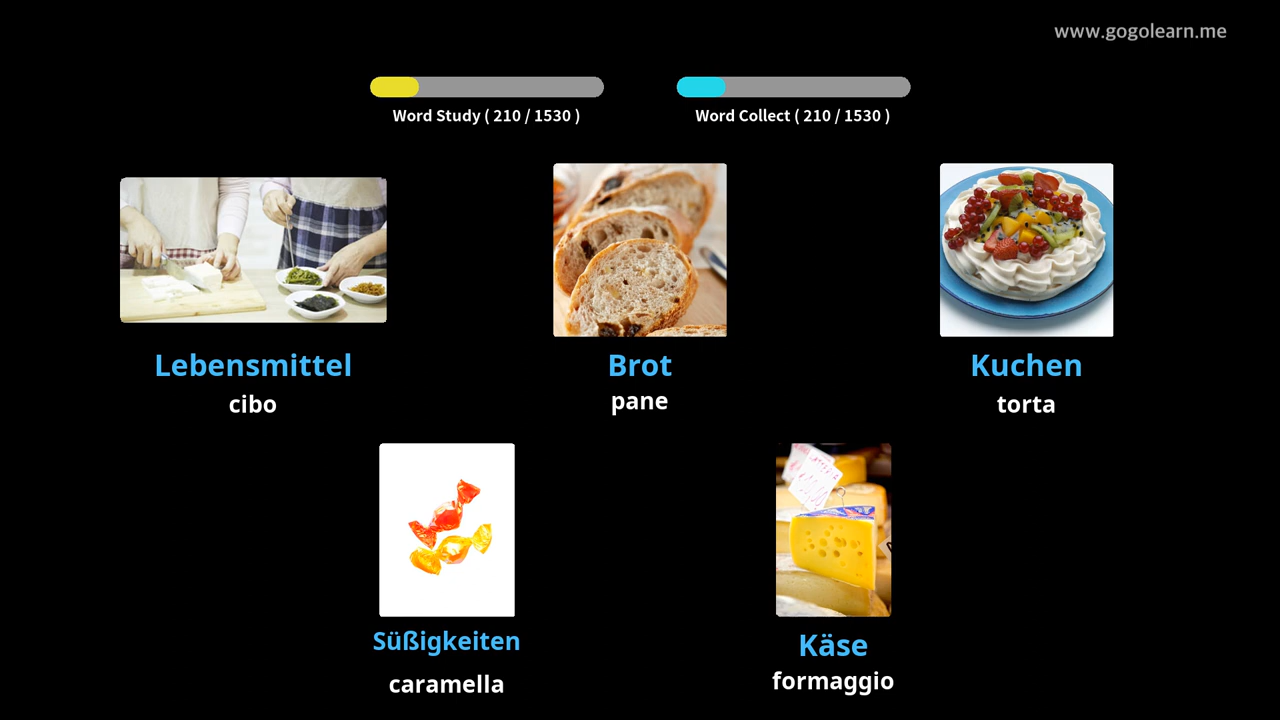 www.gogolearn.me
Word Study ( 210 / 1530 )
Word Collect ( 210 / 1530 )
Lebensmittel
cibo
Brot
pane
Kuchen
torta
Süßigkeiten
caramella
Käse
formaggio